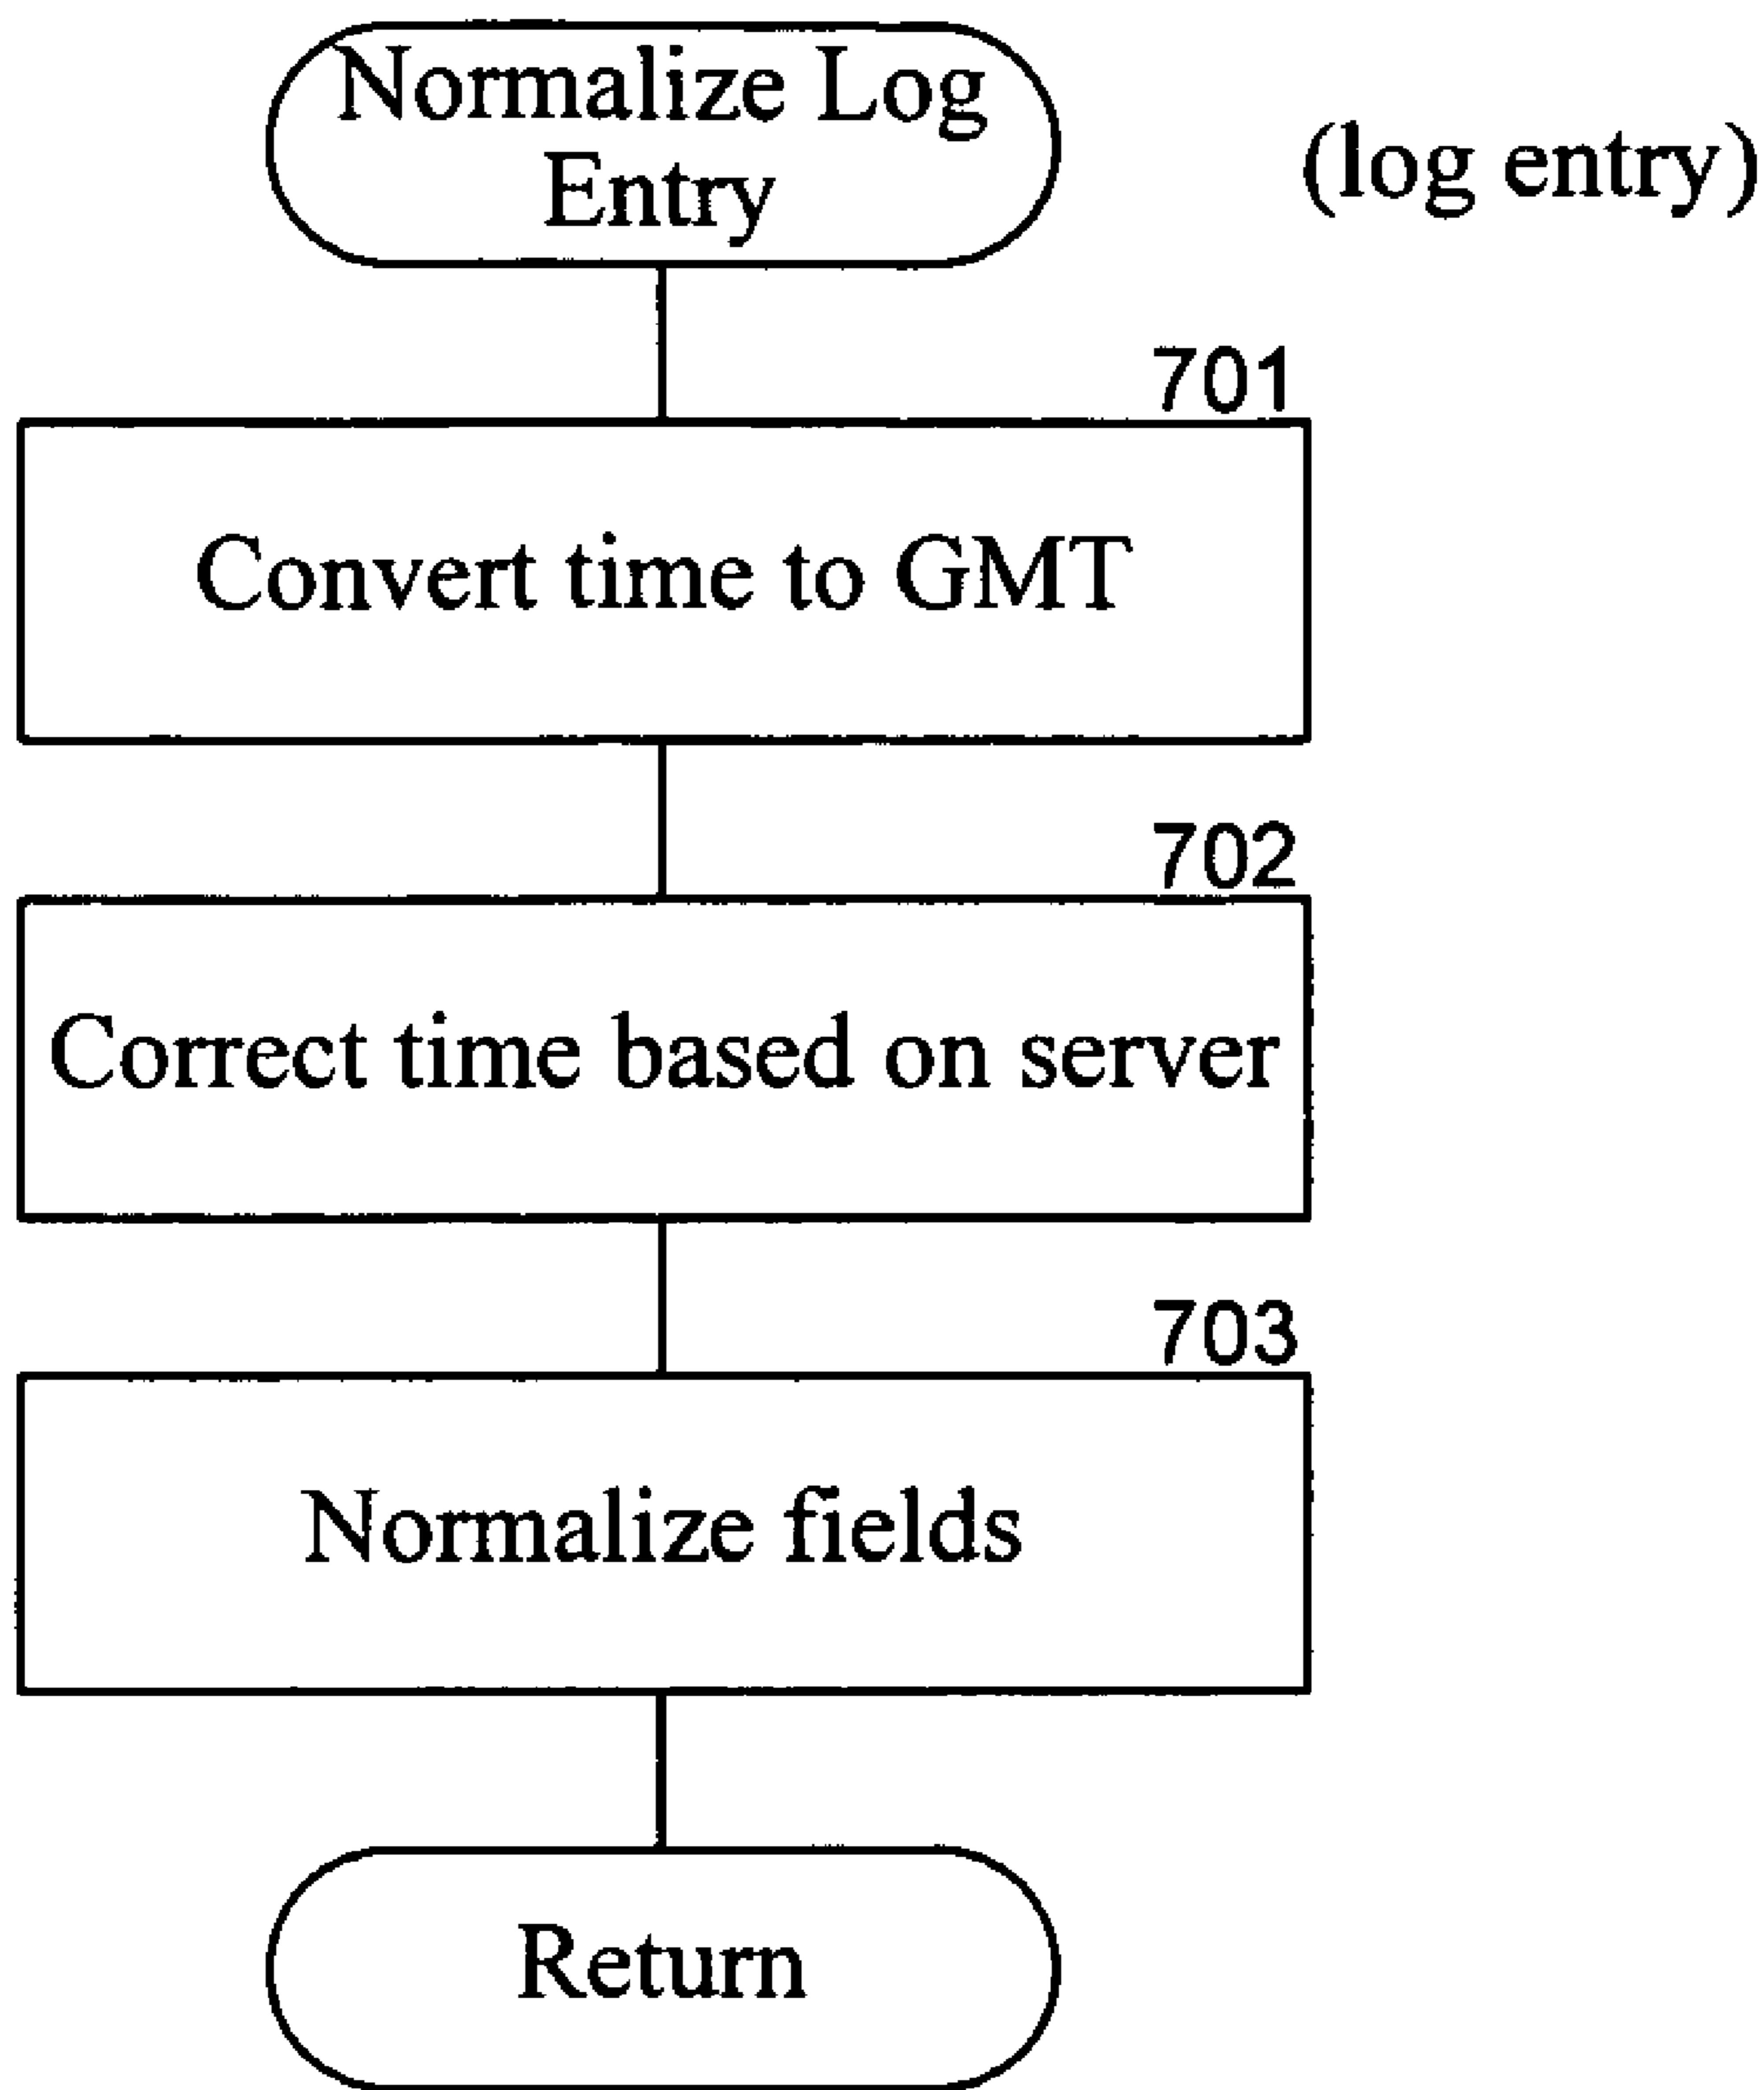 Normalize Log
Entry
(log entry)
701
Convert time to GMT
702
Correct time based on server
703
Normalize fields
Return